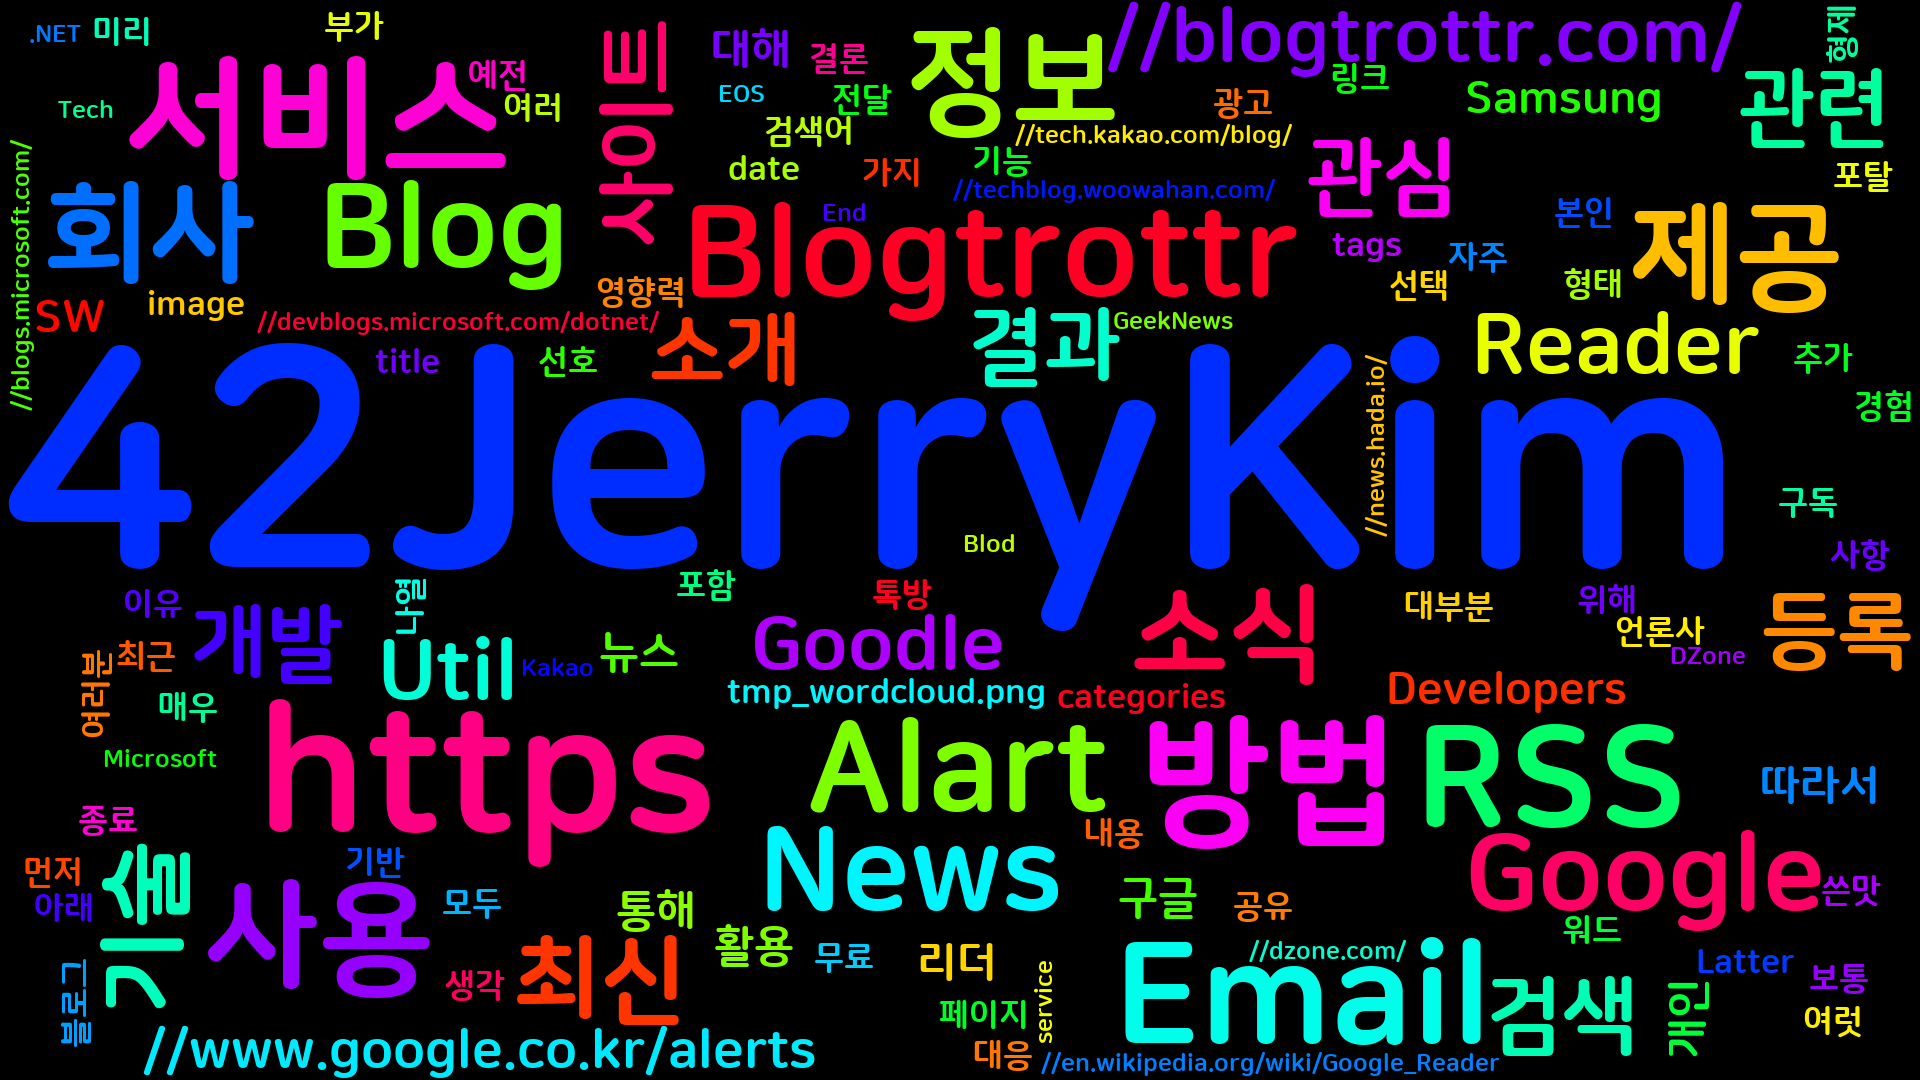 .NET
미리
부가
예전
Tech
여러
서비스
쁘
사이쁘
대해
결론
EOS
전달
검색어
date
가지
정보
//blogtrottr.com/
//tech.kakao.com/blog/
기능
//techblog.woowahan.com/
광고
링크
Samsung
관련
형제
포탈
관심
본인
tags
자주
선택
형태
제공
//blogs.microsoft.com/
회사
Blog
End
Blogtrottr
영향력
SW
image
//devblogs.microsoft.com/dotnet/
title
선호
소개
결과
GeekNews
Reader
추가
경험
42JerryKim
//news.hada.io/
구독
사항
Blod
이유
개발
나열
포함
톡방
소식
대부분
위해
언론사
DZone
등록
최근
여러분
매우
Util
Kakao
뉴스
Goodle
tmp_wordcloud.png
categories
Developers
Microsoft
https
Alart
방법
RSS
따라서
종료
먼저
아래
기술
기반
사용
모두
통해
News
내용
구글
공유
Google
쓴맛
워드
블로그
생각
최신
활용
무료
리더
service
페이지
대응
Email
//dzone.com/
검색
개인
Latter
보통
여럿
//www.google.co.kr/alerts
//en.wikipedia.org/wiki/Google_Reader